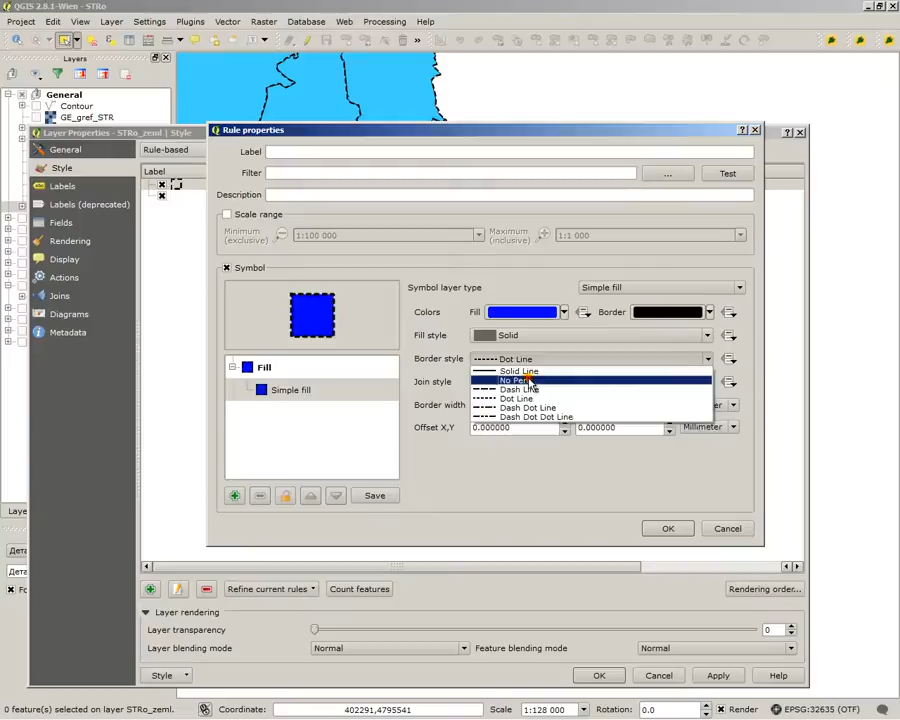 QGIS 2.8.1-Wien - STRo
Project Edit View Layer Settings Plugins Vector Raster Database Web Processing Help
Layers
General
Contour
GE_gref_STR
Layer Properties - STRo_zeml | Style
General
Style
Labels
Labels (deprecated)
Fields
Rendering
Display
Actions
Joins
Diagrams
Metadata
Rule-based
Label
Rule properties
Label
Filter
... Test
Description
Scale range
Minimum (exclusive) 1:100 000 Maximum (inclusive) 1:1 000
Symbol
Symbol layer type Simple fill
Colors Fill Border
Fill style Solid
Border style Dot Line
Solid Line
No Pen
Dash Line
Dot Line
Dash Dot Line
Dash Dot Dot Line
Join style
Border width
Offset X,Y 0.000000 0.000000 Millimeter
Fill
Simple fill
Save
OK Cancel
Refine current rules Count features Rendering order...
Layer rendering
Layer transparency 0
Layer blending mode Normal Feature blending mode Normal
Style OK Cancel Apply Help
0 feature(s) selected on layer STRo_zeml. Coordinate: 402291,4795541 Scale 1:128 000 Rotation: 0.0 Render EPSG:32635 (OTF)